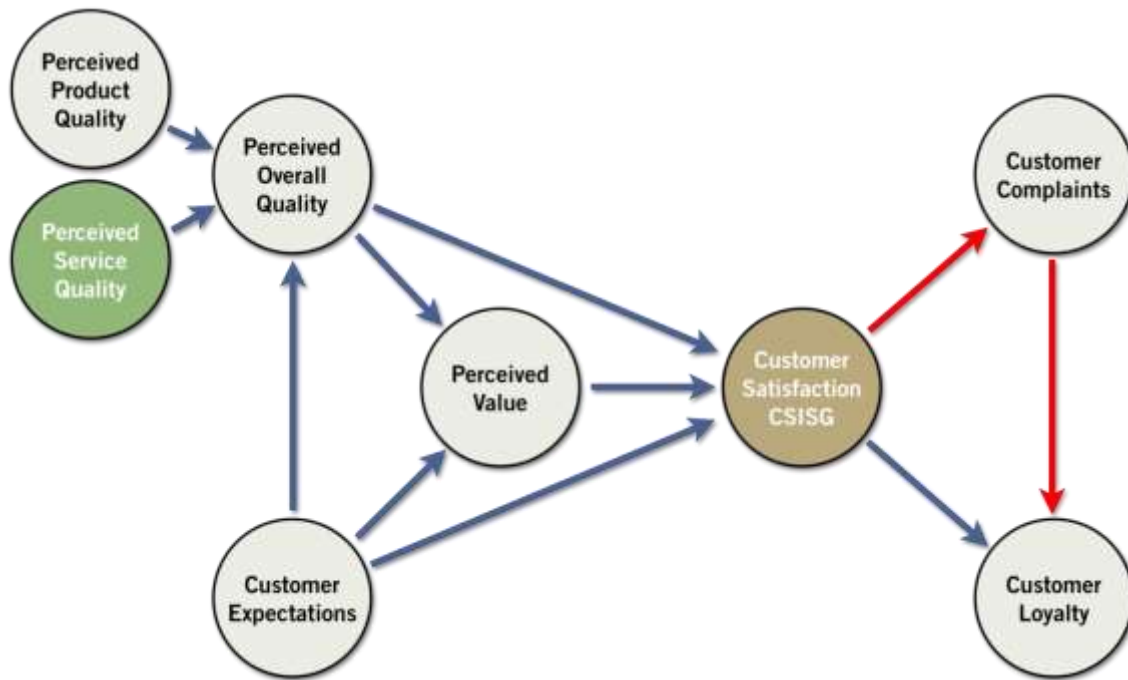 Perceived
Product
Quality
Perceived
Service
Quality
Perceived
Overall
Quality
Perceived
Value
Customer
Expectations
Customer
Satisfaction
CSISG
Customer
Complaints
Customer
Loyalty